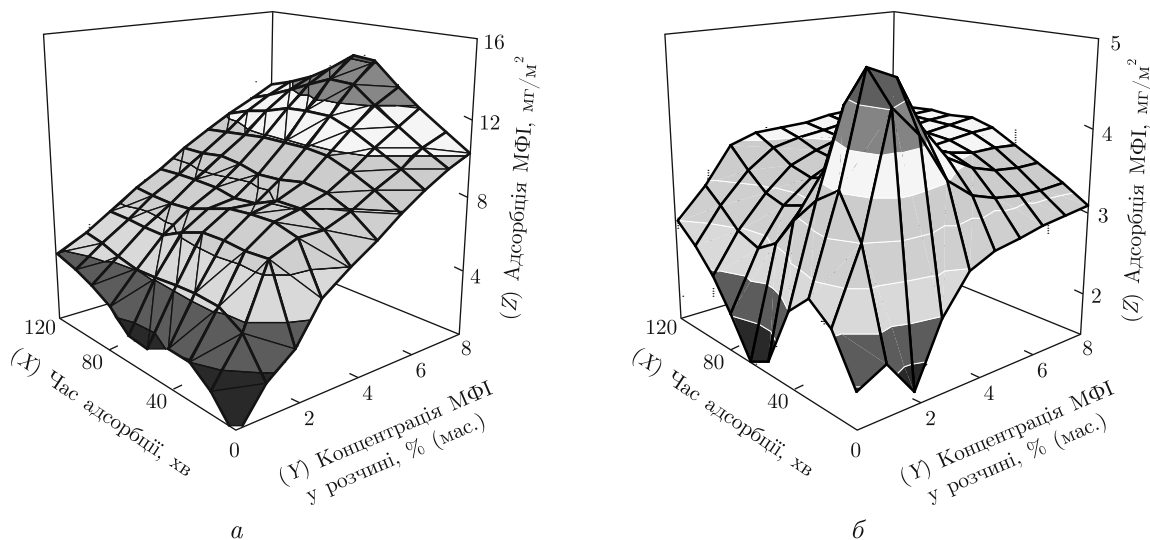 16
12
8
4
(Z) Адсорбція МФІ, мг/м²
120
80
40
0
(X) Час адсорбції, хв
2
4
6
8
(Y) Концентрація МФІ
у розчині, % (мас.)
а
5
4
3
2
(Z) Адсорбція МФІ, мг/м²
120
80
40
0
(X) Час адсорбції, хв
2
4
6
8
(Y) Концентрація МФІ
у розчині, % (мас.)
б